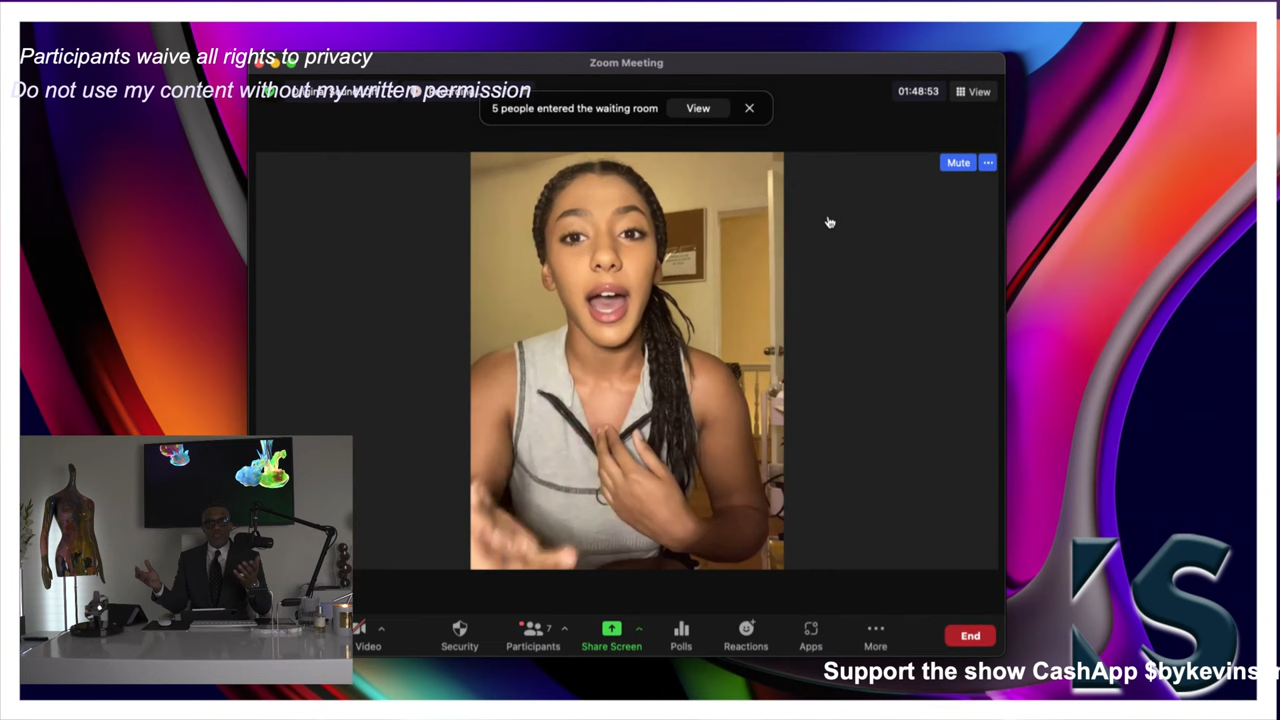 Participants waive all rights to privacy
Do not use my content without my written permission
Zoom Meeting
5 people entered the waiting room
View
01:48:53
View
Mute
Video
Security
7
Participants
Share Screen
Polls
Reactions
Apps
More
End
Support the show CashApp
KS